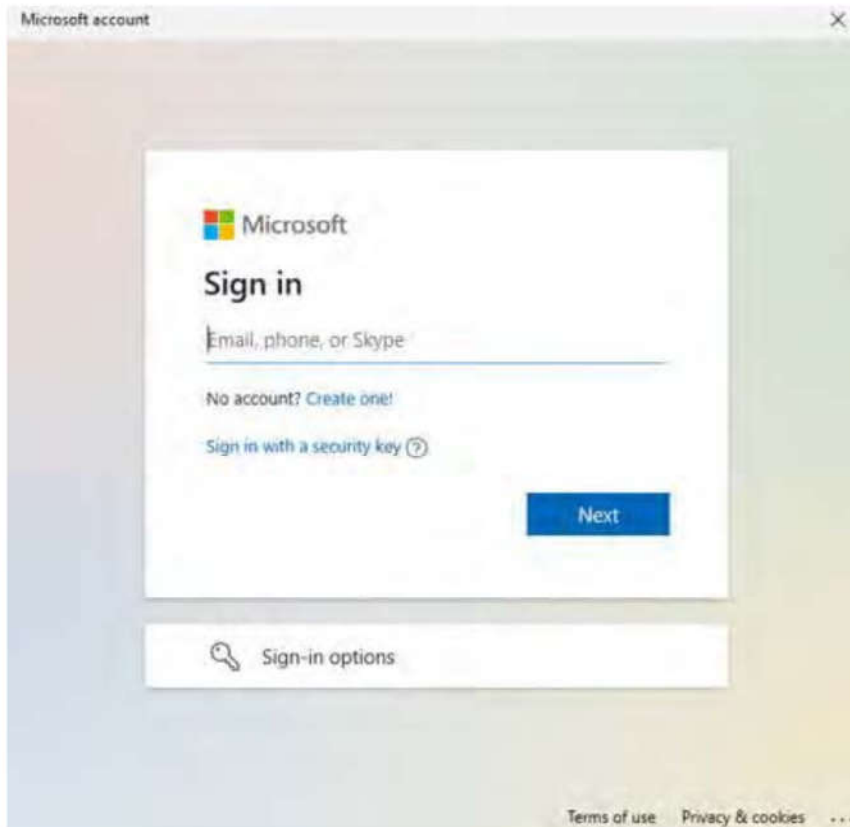 Microsoft account
Microsoft
Sign in
Email, phone, or Skype
No account? Create one!
Sign in with a security key
Next
Sign-in options
Terms of use Privacy & cookies ...